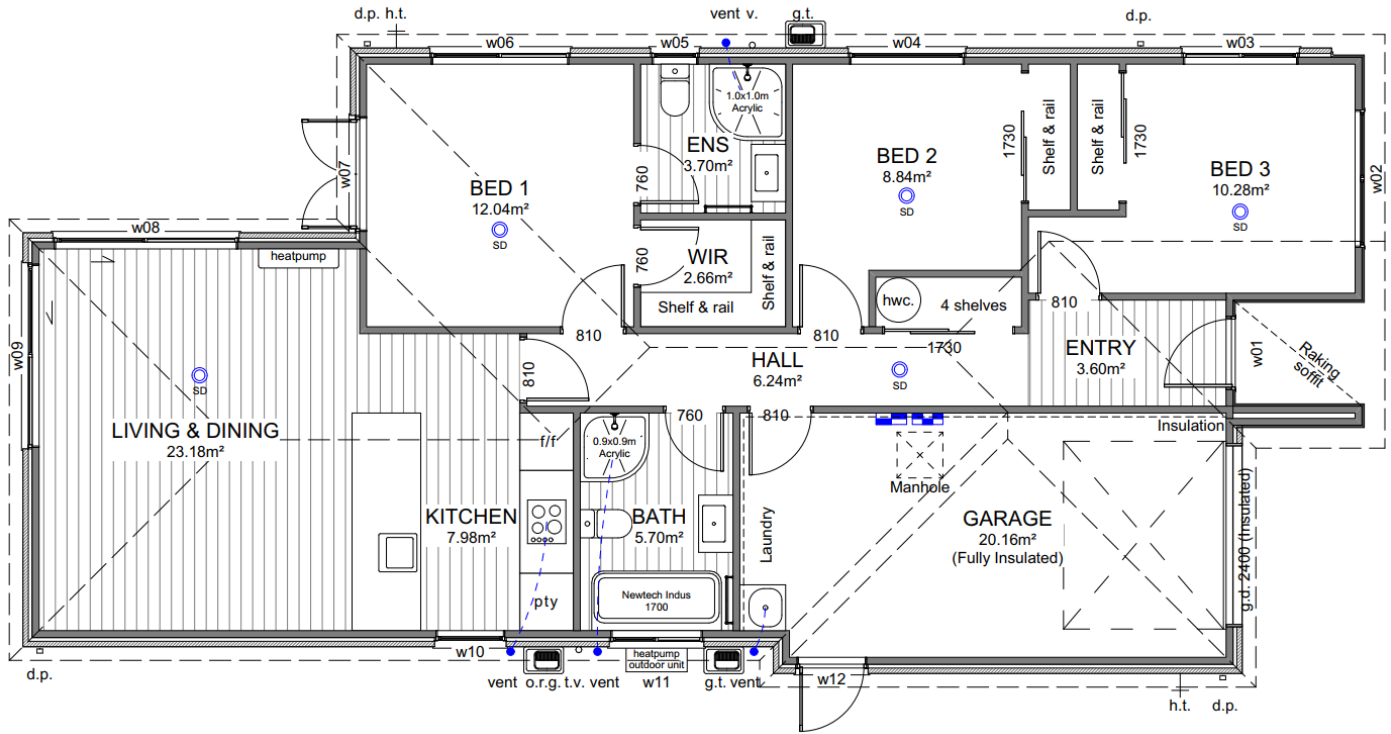 d.p. h.t.
vent v.
g.t.
d.p.
w06
w05
w04
w03
1.0x1.0m
Acrylic
1730
Shelf & rail
Shelf & rail
1730
ENS
3.70m²
BED 2
8.84m²
SD
BED 3
10.28m²
SD
w02
w07
BED 1
12.04m²
SD
760
w08
heatpump
760
WIR
2.66m²
Shelf & rail
Shelf & rail
hwc.
4 shelves
810
810
810
1730
w09
810
HALL
6.24m²
SD
ENTRY
3.60m²
w01
Raking
soffit
SD
LIVING & DINING
23.18m²
f/f
0.9x0.9m
Acrylic
760
810
Insulation
Manhole
KITCHEN
7.98m²
BATH
5.70m²
Laundry
GARAGE
20.16m²
(Fully Insulated)
g.d. 2400 (Insulated)
pty
Newtech Indus
1700
w10
heatpump
outdoor unit
d.p.
vent o.r.g. t.v. vent
w11
g.t. vent
w12
h.t.
d.p.